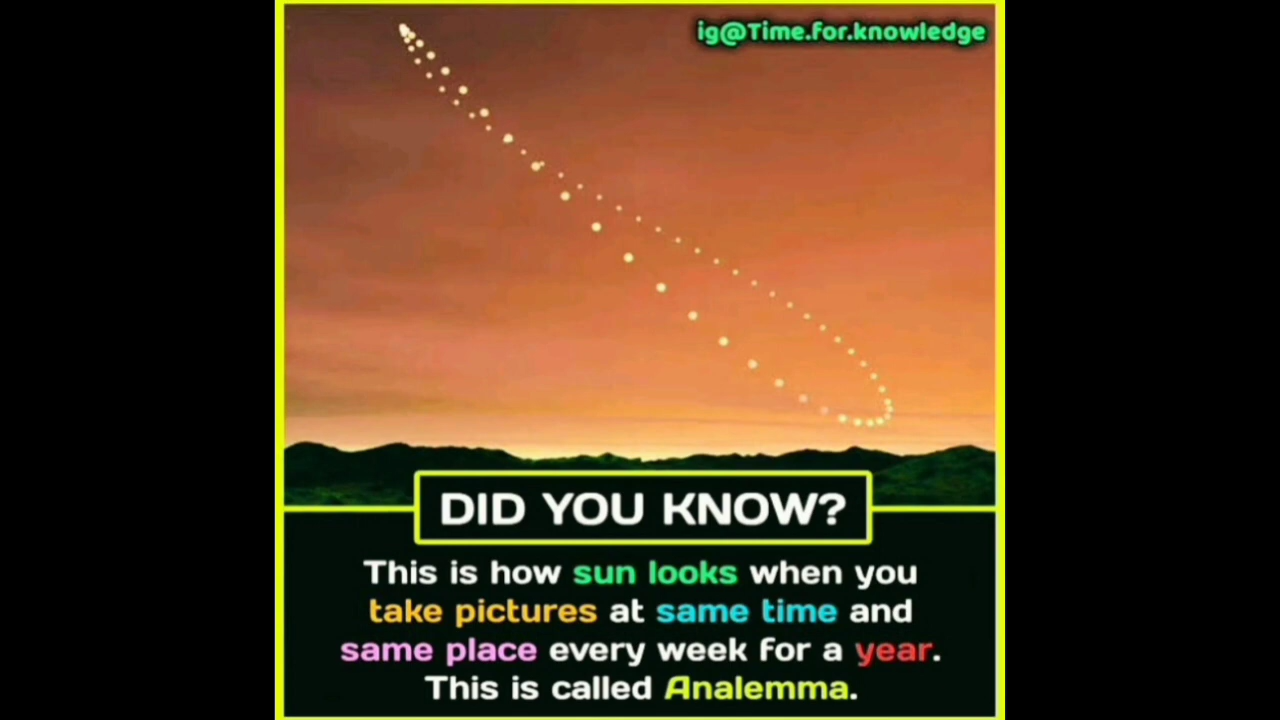 ig@Time.for.knowledge
DID YOU KNOW?
This is how sun looks when you
take pictures at same time and
same place every week for a year.
This is called Analemma.